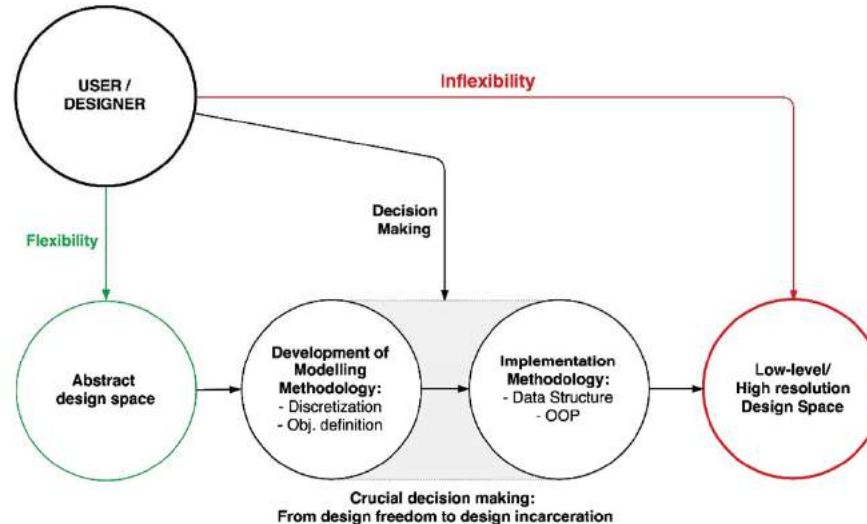 USER /
DESIGNER
Inflexibility
Decision
Making
Flexibility
Abstract
design space
Development of
Modelling
Methodology:
- Discretization
- Obj. definition
Implementation
Methodology:
- Data Structure
- OOP
Low-level/
High resolution
Design Space
Crucial decision making:
From design freedom to design incarceration